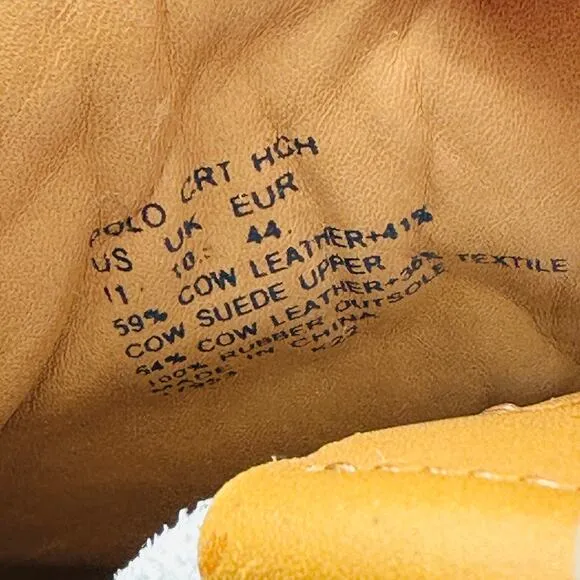 POLO CRT HGH
US UK EUR
11 10 44
59% COW LEATHER+41%
COW SUEDE UPPER
64% COW LEATHER+36% TEXTILE
100% RUBBER OUTSOLE
MADE IN CHINA